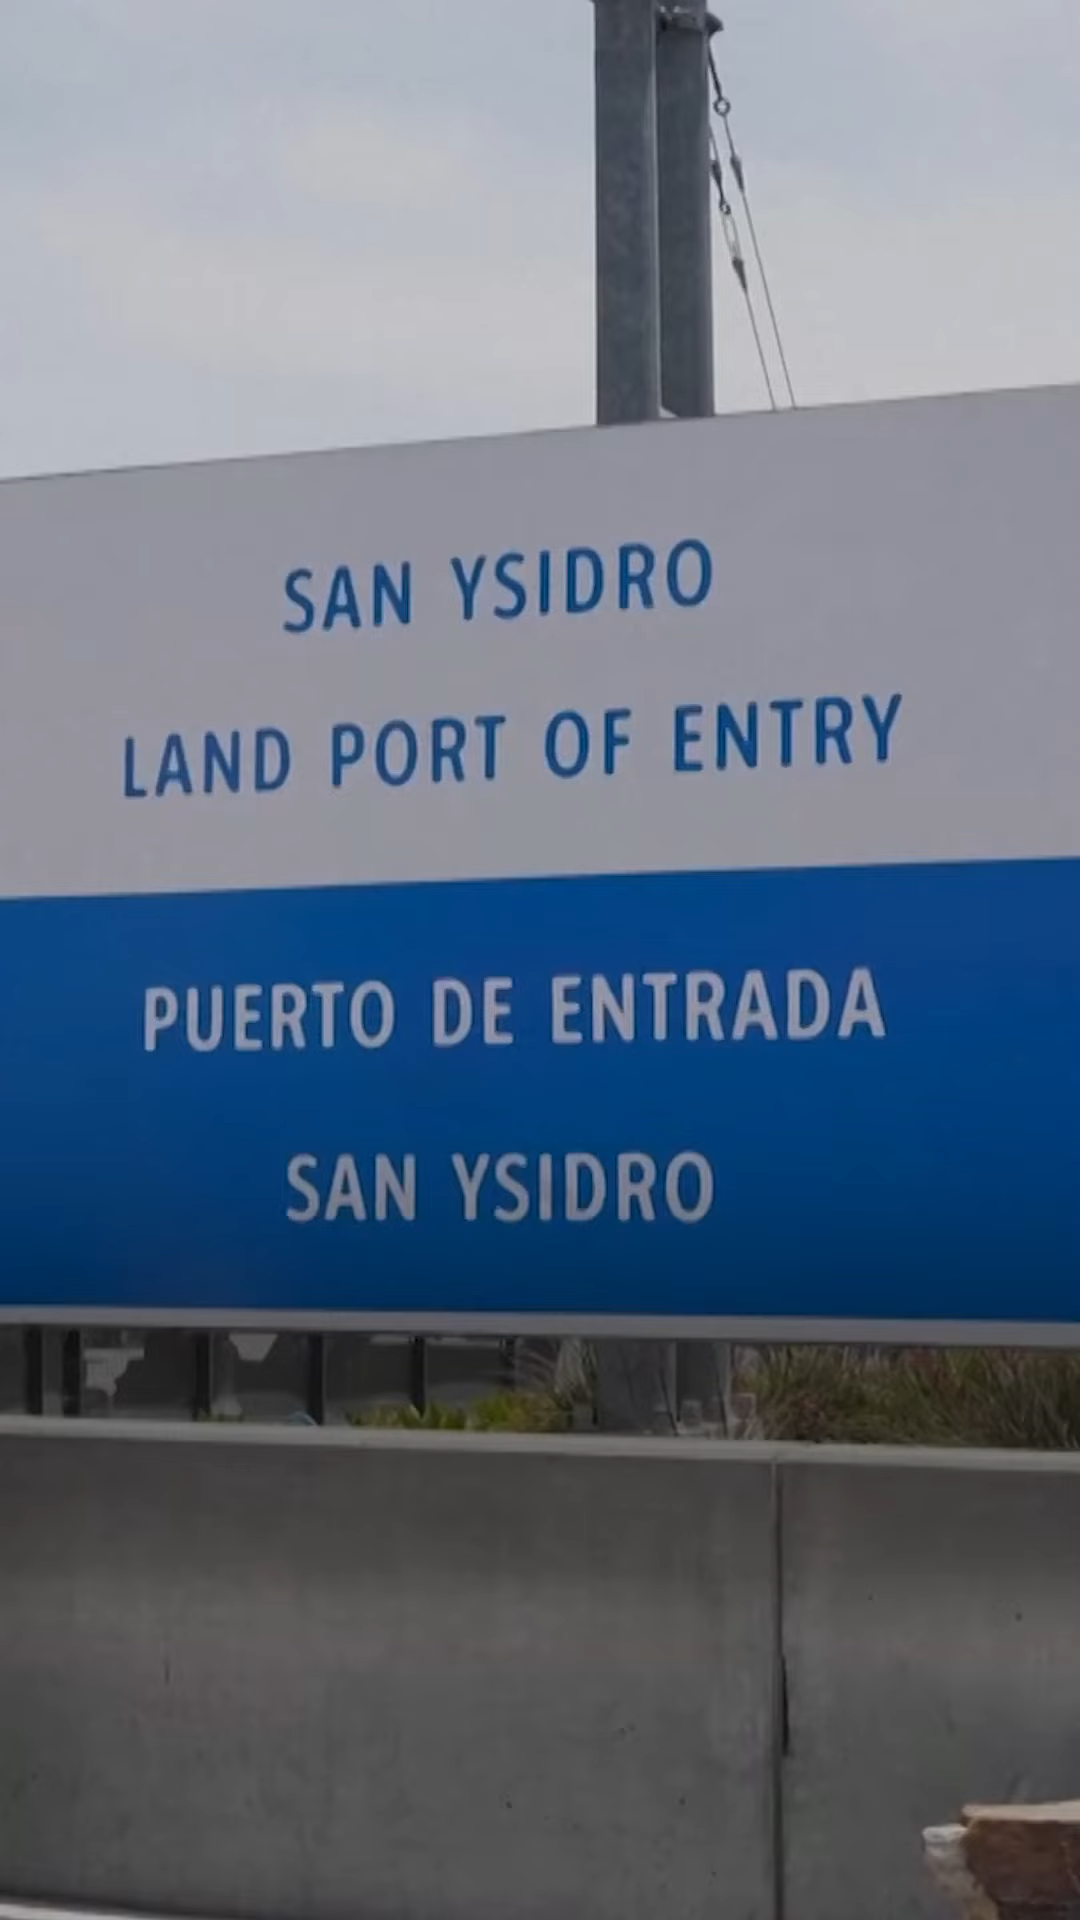 SAN YSIDRO
LAND PORT OF ENTRY
PUERTO DE ENTRADA
SAN YSIDRO